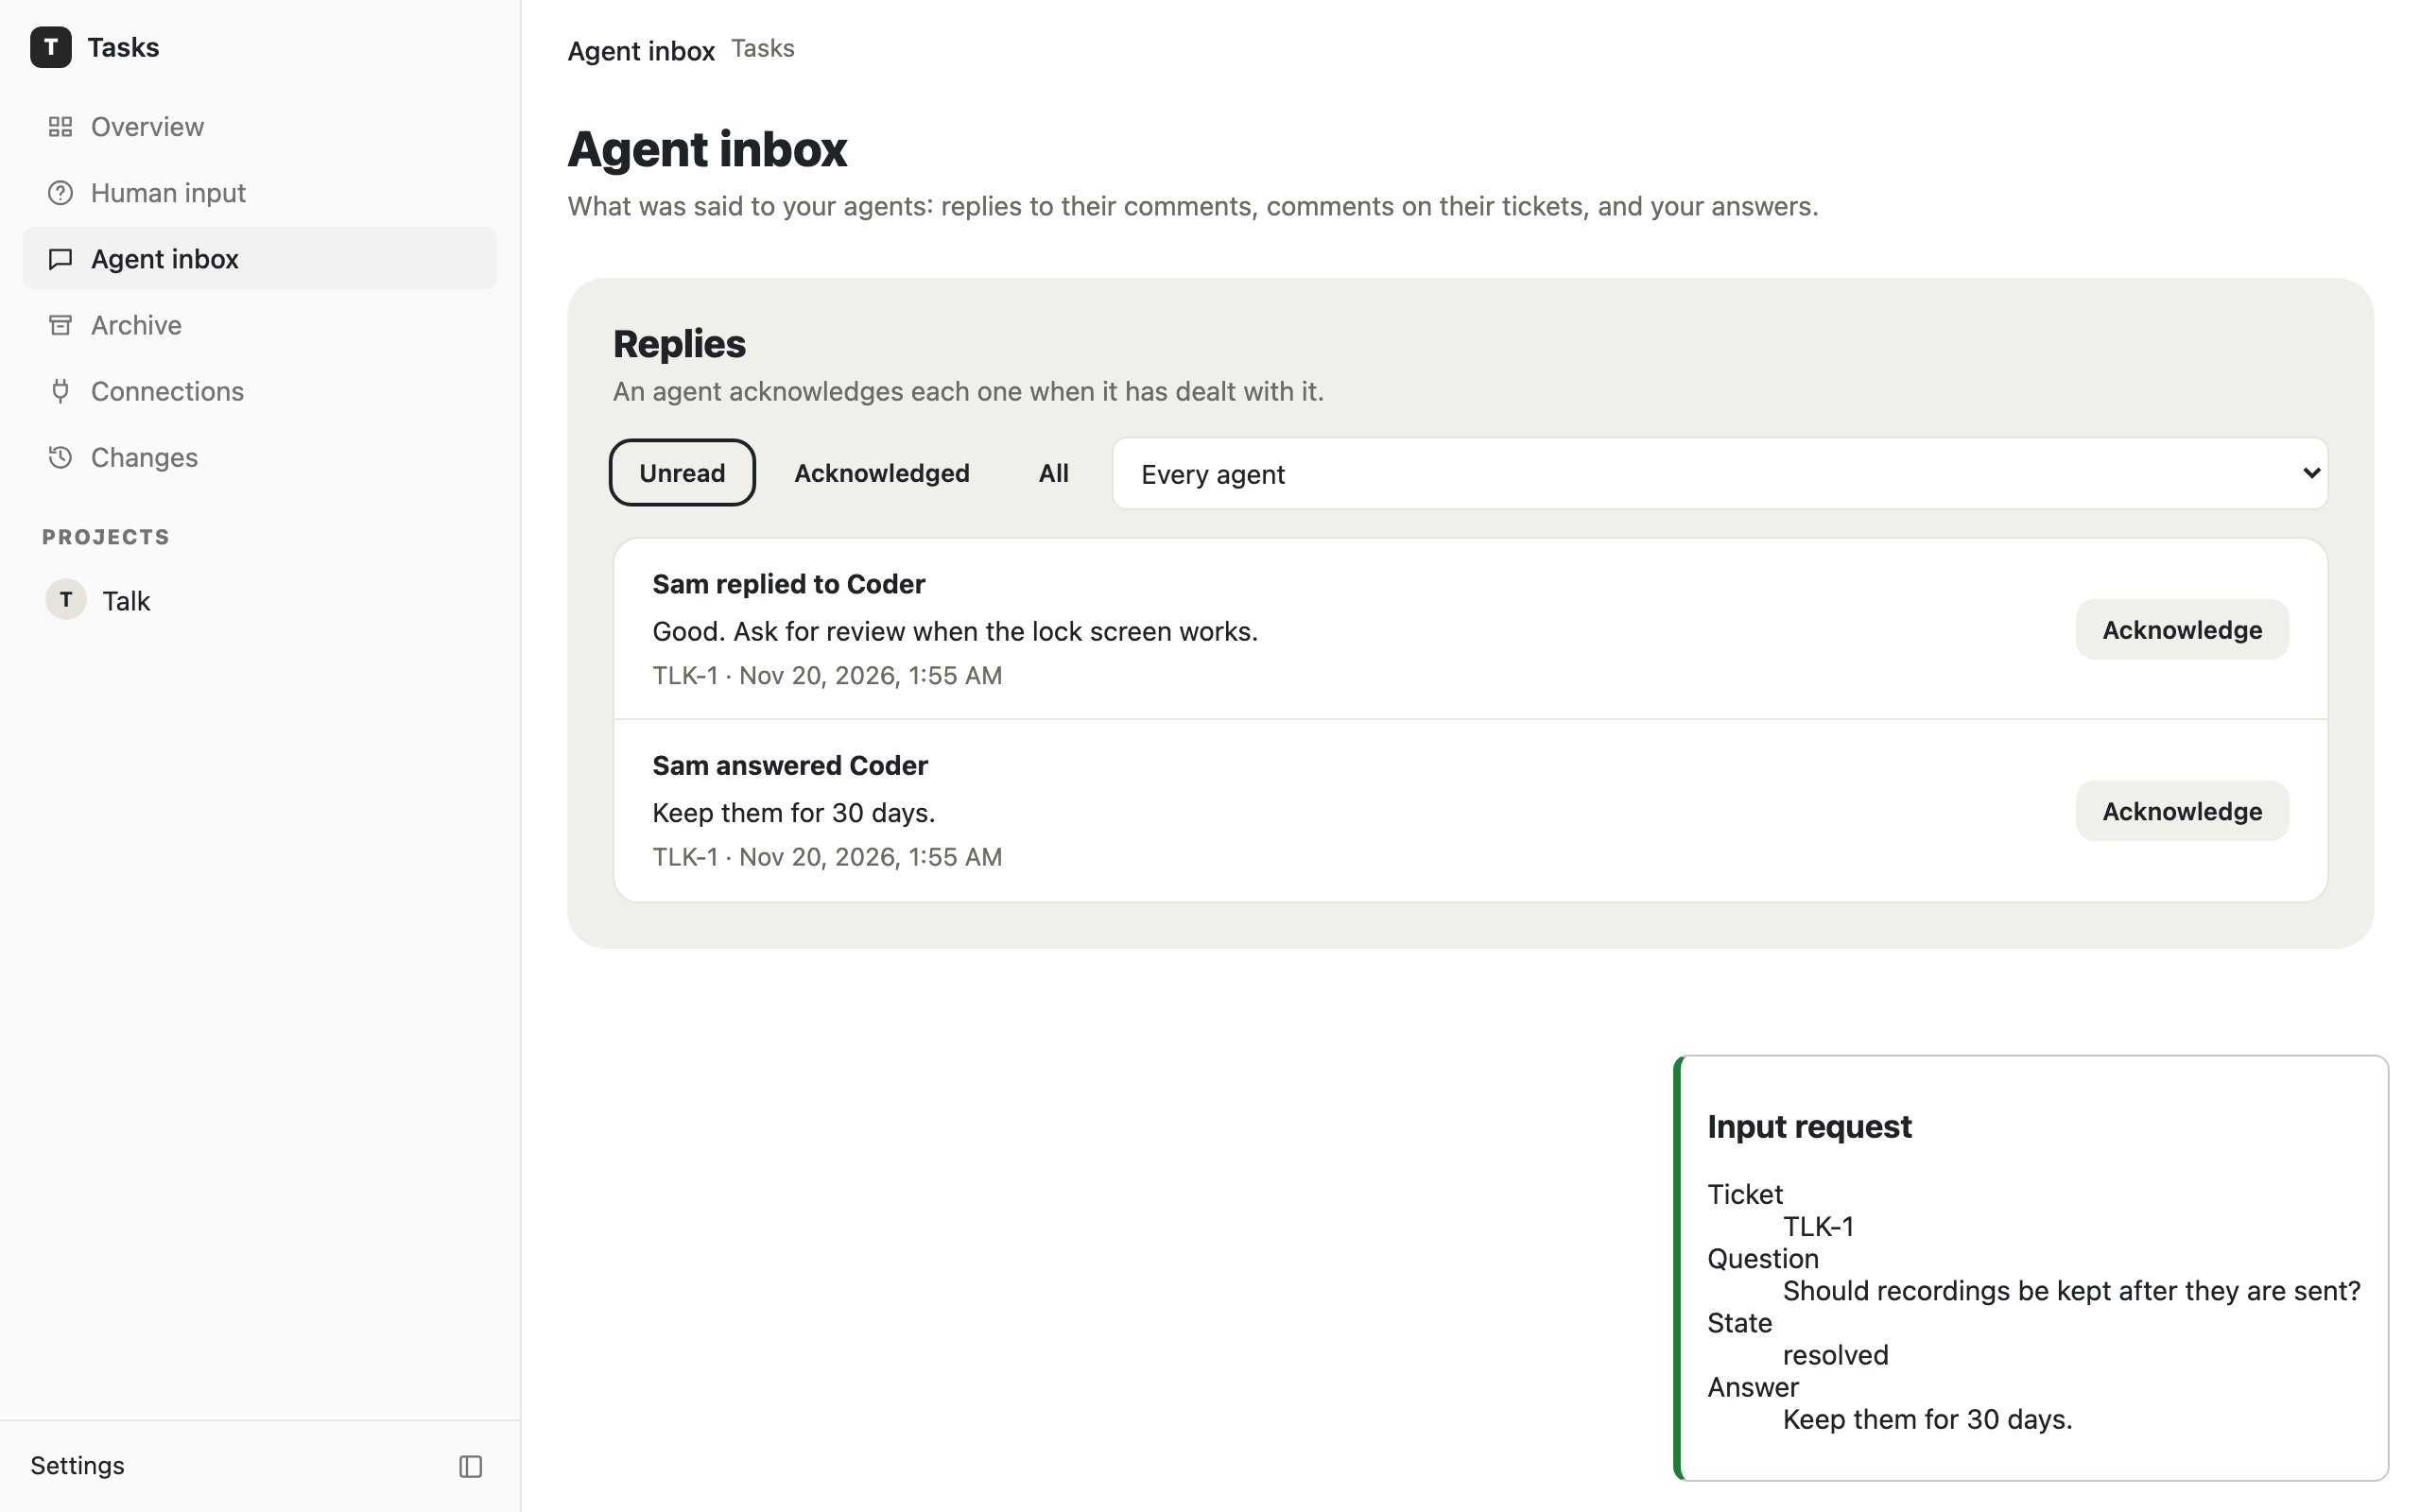 T Tasks
Overview
Human input
Agent inbox
Archive
Connections
Changes
PROJECTS
T Talk
Settings
Agent inbox Tasks
Agent inbox
What was said to your agents: replies to their comments, comments on their tickets, and your answers.
Replies
An agent acknowledges each one when it has dealt with it.
Unread Acknowledged All Every agent
Sam replied to Coder
Good. Ask for review when the lock screen works.
TLK-1 · Nov 20, 2026, 1:55 AM
Acknowledge
Sam answered Coder
Keep them for 30 days.
TLK-1 · Nov 20, 2026, 1:55 AM
Acknowledge
Input request
Ticket
TLK-1
Question
Should recordings be kept after they are sent?
State
resolved
Answer
Keep them for 30 days.